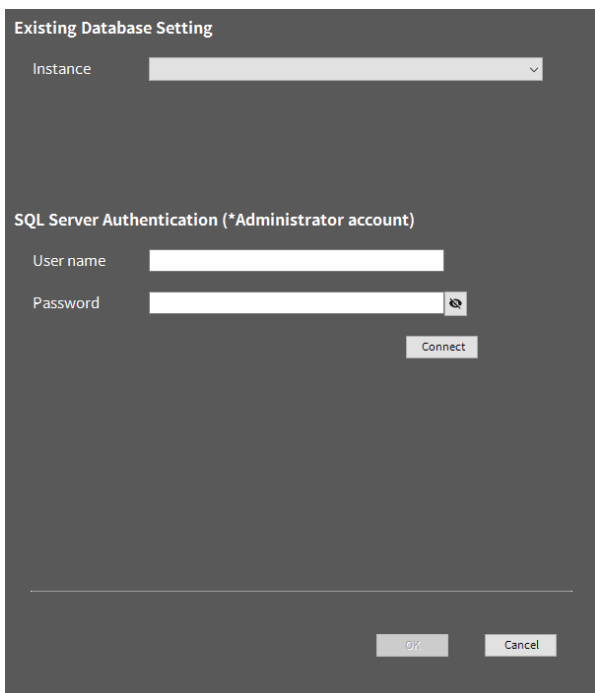 Existing Database Setting
Instance
SQL Server Authentication (*Administrator account)
User name
Password
Connect
OK
Cancel